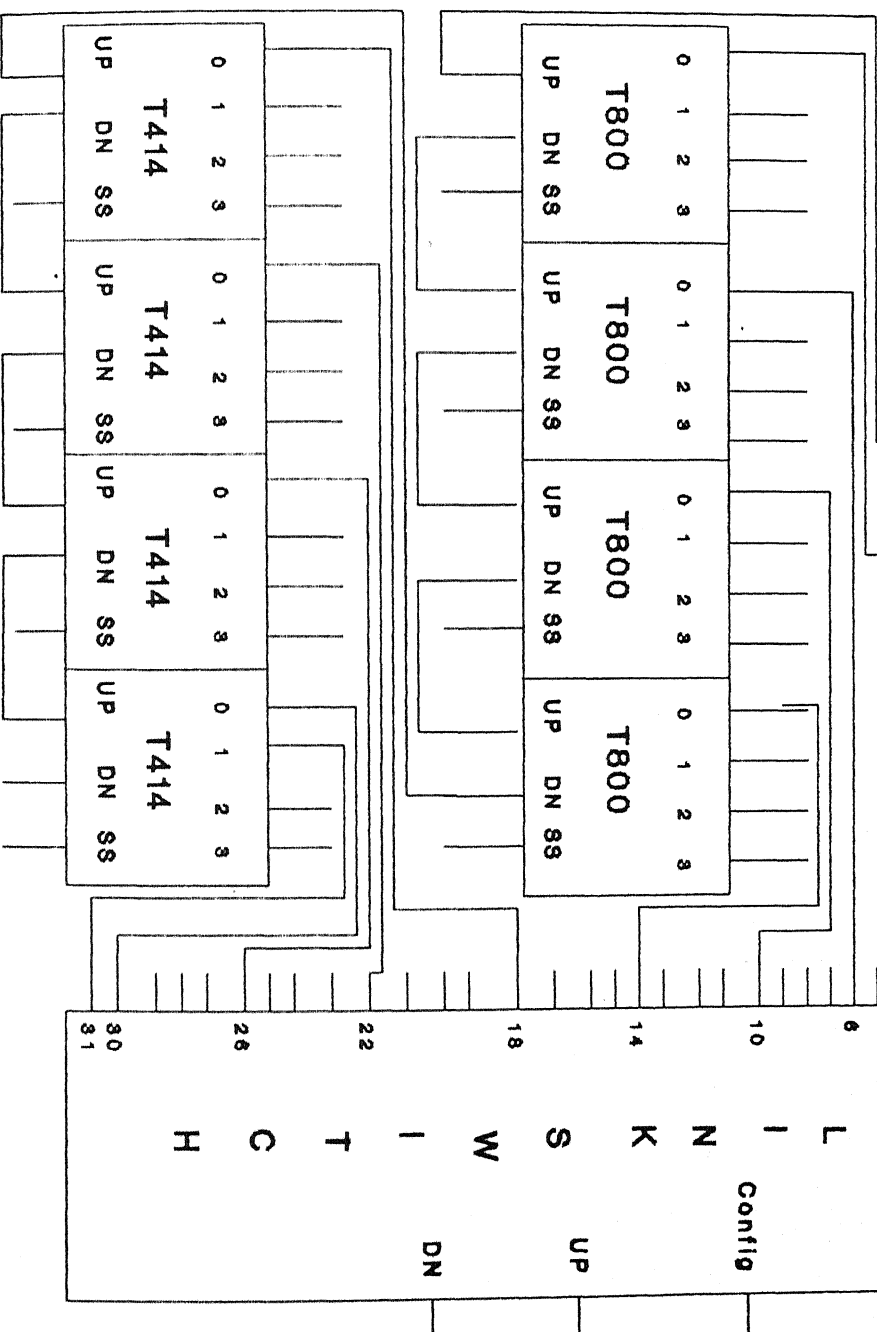 0 1 2 3 0 1 2 3 0 1 2 3 0 1 2 3
T800 T800 T800 T800
UP DN SS UP DN SS UP DN SS UP DN SS
0 1 2 3 0 1 2 3 0 1 2 3 0 1 2 3
T414 T414 T414 T414
UP DN SS UP DN SS UP DN SS UP DN SS
6
10
14
18
22
26
30
31
L I N K S W I T C H
Config
UP
DN